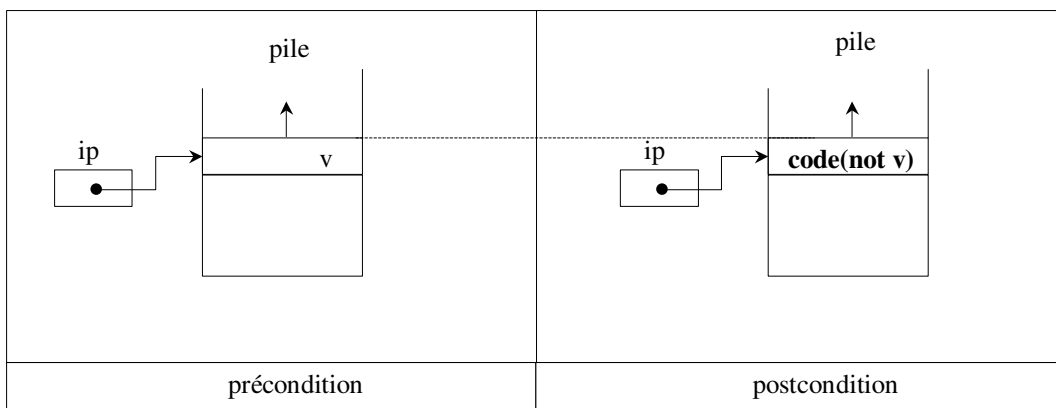 pile
ip
v
précondition
pile
ip
code(not v)
postcondition